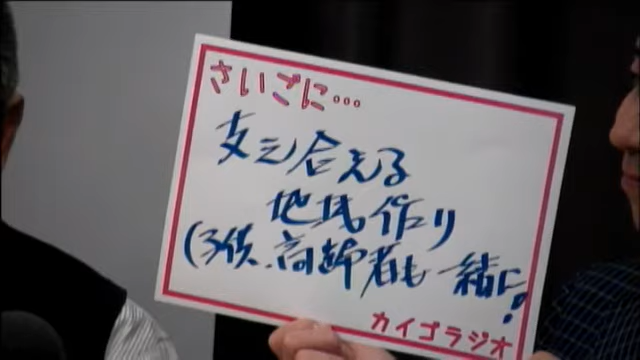 さいごに…
支え合える
地域作り
(子供、高齢者も一緒に!
カイゴラジオ